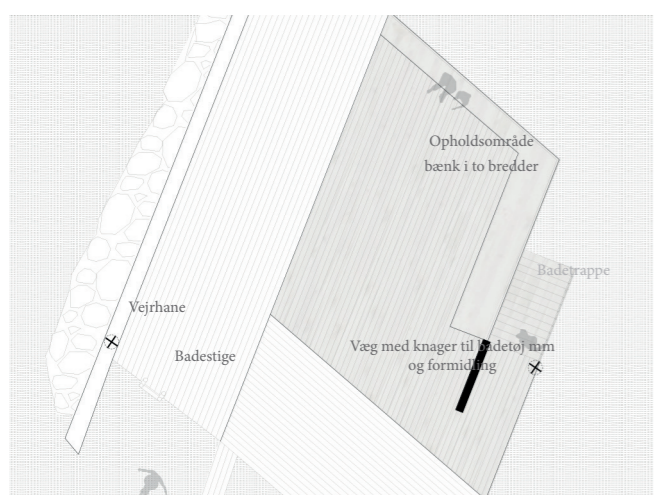 Opholdsområde
bænk i to bredder
Badetrappe
Vejrhane
Badestige
Væg med knager til badetøj mm
og formidling